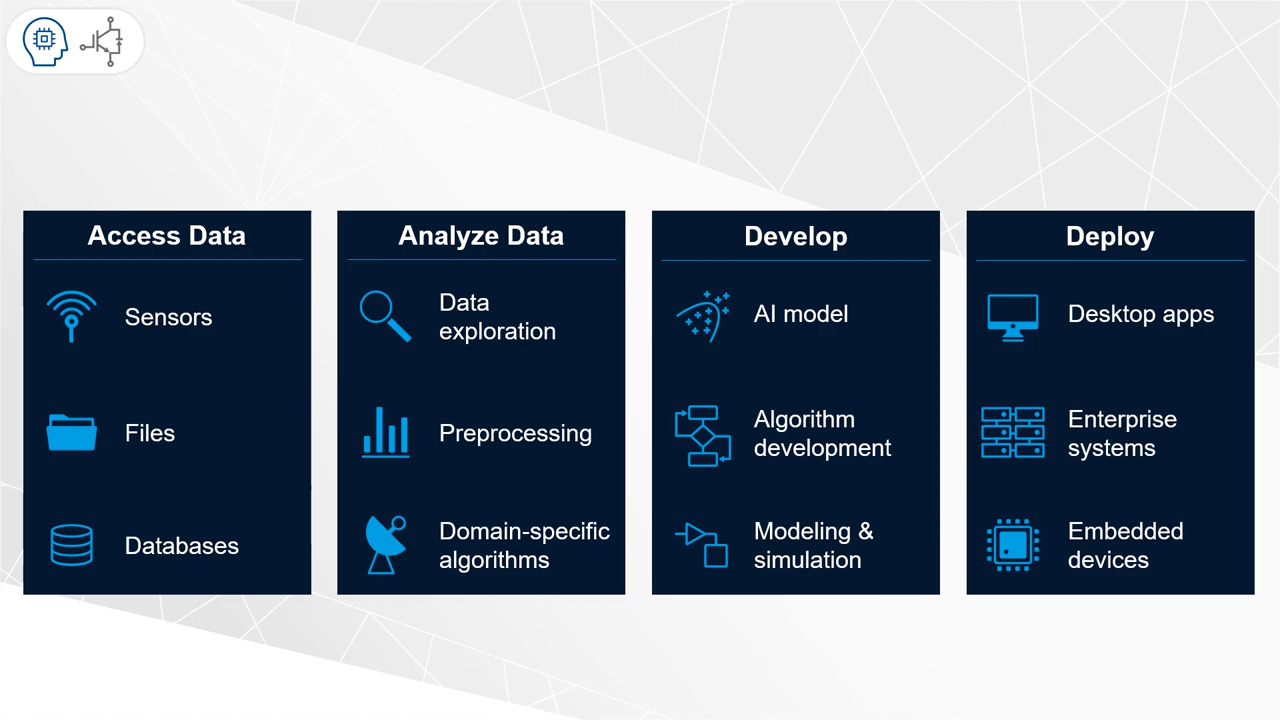 Access Data
Sensors
Files
Databases
Analyze Data
Data
exploration
Preprocessing
Domain-specific
algorithms
Develop
AI model
Algorithm
development
Modeling &
simulation
Deploy
Desktop apps
Enterprise
systems
Embedded
devices